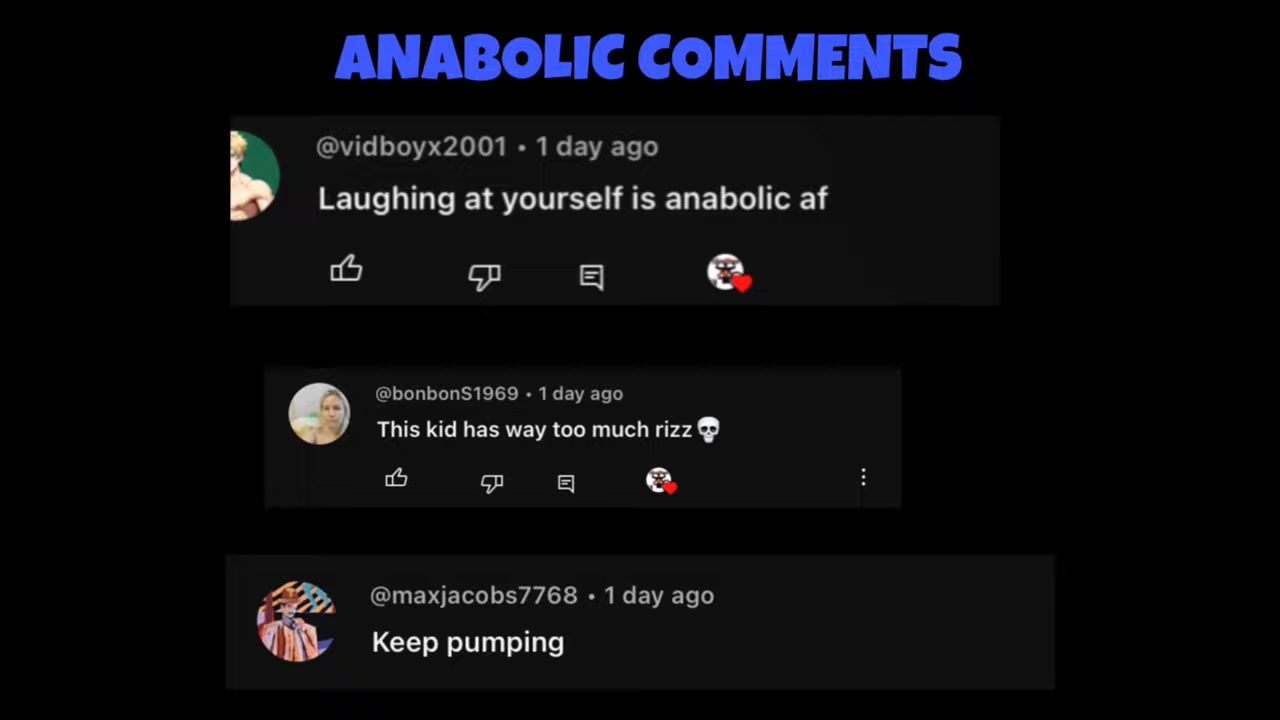 ANABOLIC COMMENTS
@vidboyx2001 • 1 day ago
Laughing at yourself is anabolic af
@bonbonS1969 • 1 day ago
This kid has way too much rizz💀
@maxjacobs7768 • 1 day ago
Keep pumping